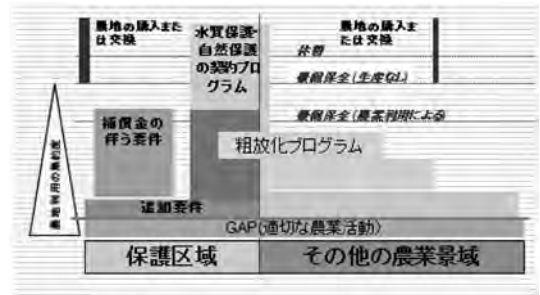 農地の購入また
は交換
水質保護・
自然保護
の契約プロ
グラム
農地の購入ま
たは交換
休耕
景観保全(生産なし)
景観保全(農業利用による)
補償金の
伴う要件
粗放化プログラム
追加要件
GAP(適切な農業活動)
保護区域
その他の農業景域